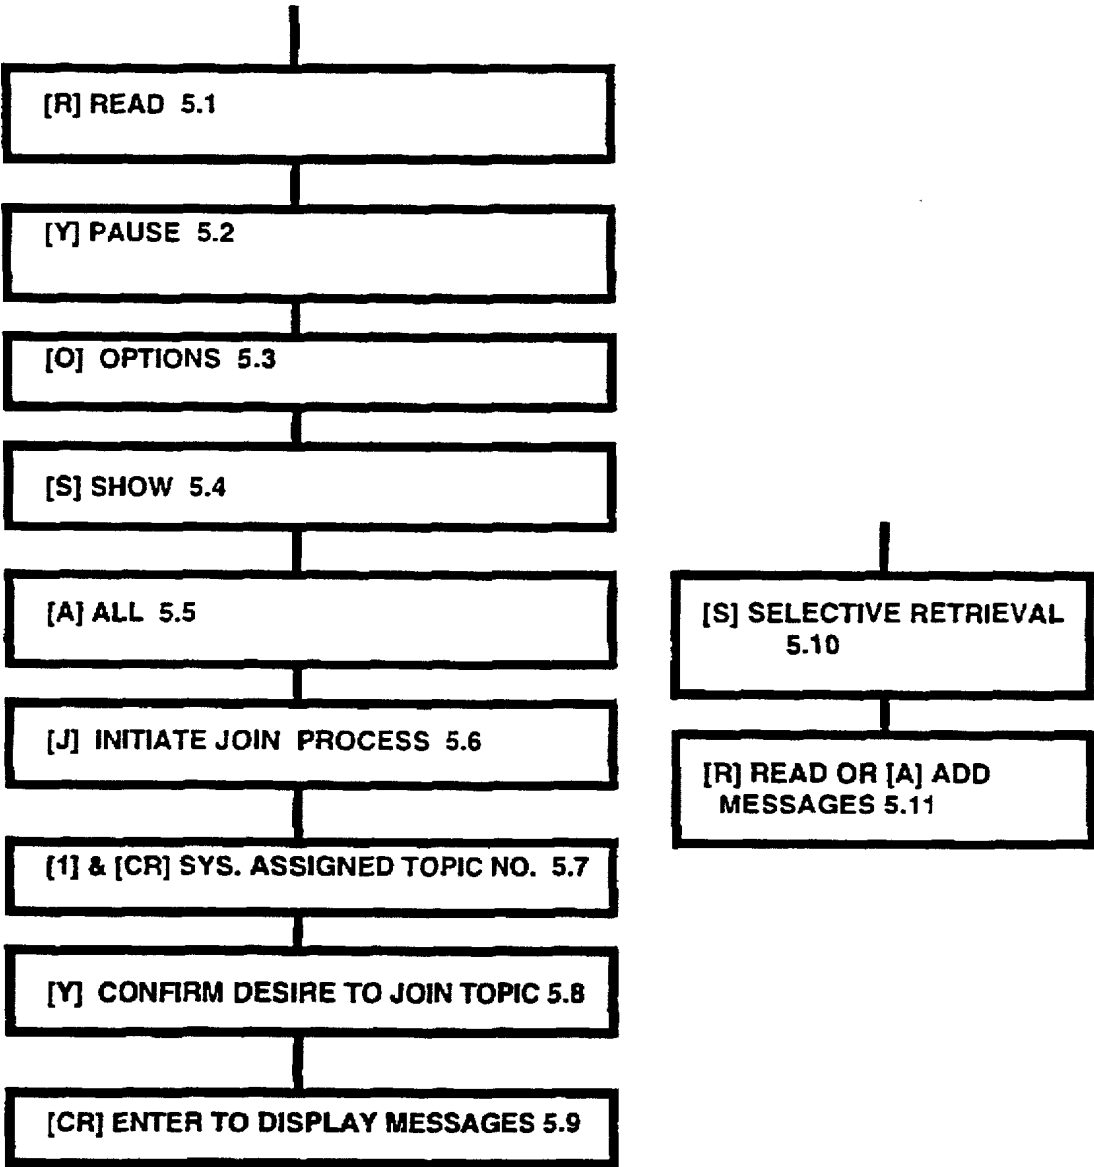 [R] READ 5.1
[Y] PAUSE 5.2
[O] OPTIONS 5.3
[S] SHOW 5.4
[A] ALL 5.5
[J] INITIATE JOIN PROCESS 5.6
[1] & [CR] SYS. ASSIGNED TOPIC NO. 5.7
[Y] CONFIRM DESIRE TO JOIN TOPIC 5.8
[CR] ENTER TO DISPLAY MESSAGES 5.9
[S] SELECTIVE RETRIEVAL
5.10
[R] READ OR [A] ADD
MESSAGES 5.11